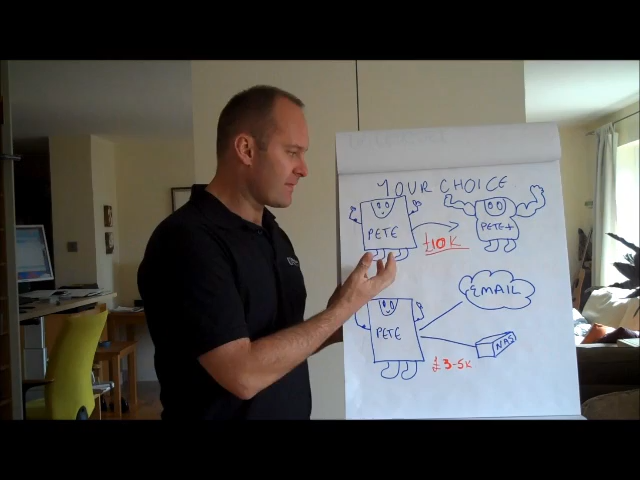 YOUR CHOICE
PETE
£10K
PETE+
EMAIL
PETE
NAS
£3-5K